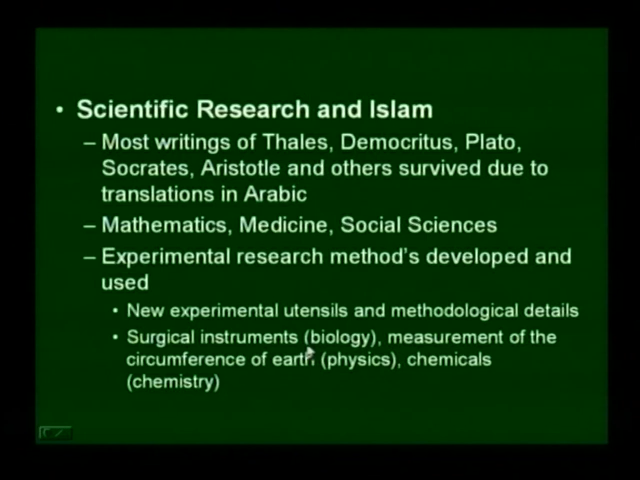 • Scientific Research and Islam
– Most writings of Thales, Democritus, Plato,
Socrates, Aristotle and others survived due to
translations in Arabic
– Mathematics, Medicine, Social Sciences
– Experimental research method's developed and
used
• New experimental utensils and methodological details
• Surgical instruments (biology), measurement of the
circumference of earth (physics), chemicals
(chemistry)